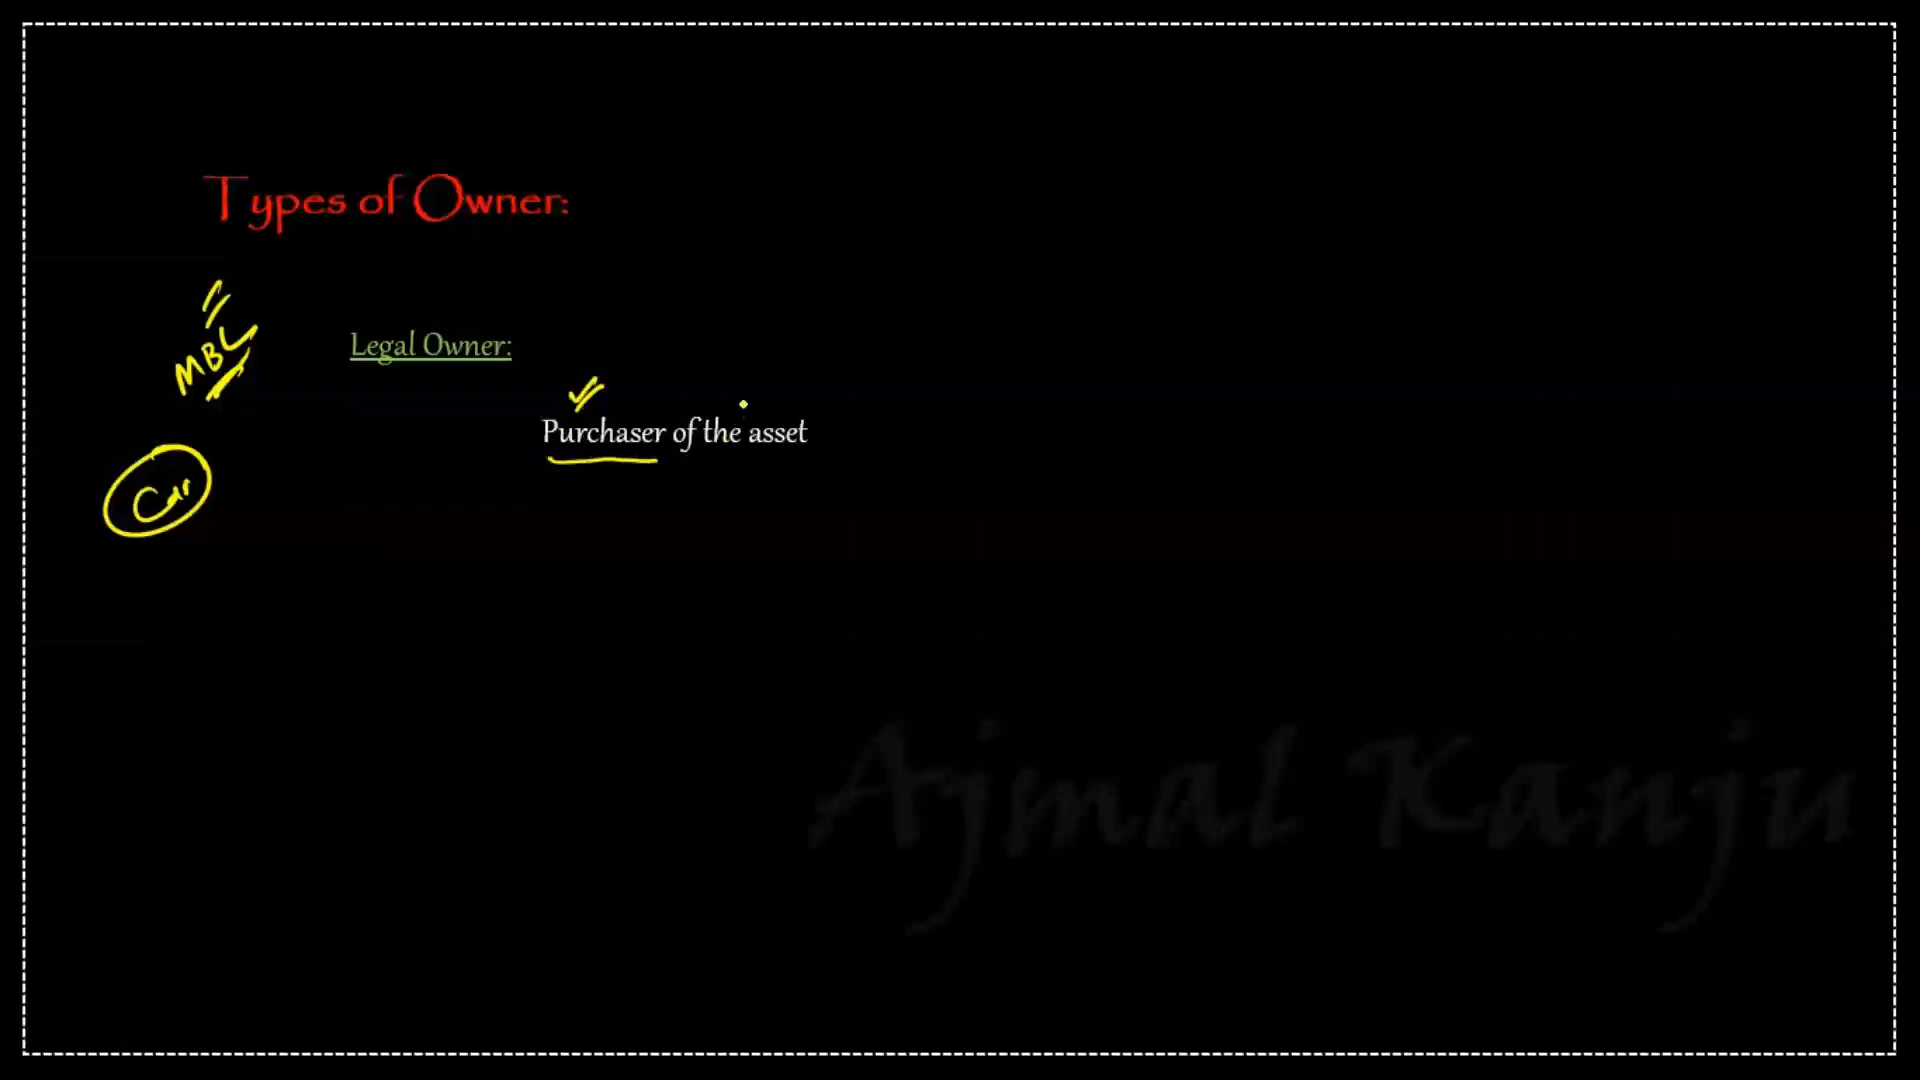 Types of Owner:
MBL
Legal Owner:
Purchaser of the asset
Car
Ajmal Kanju